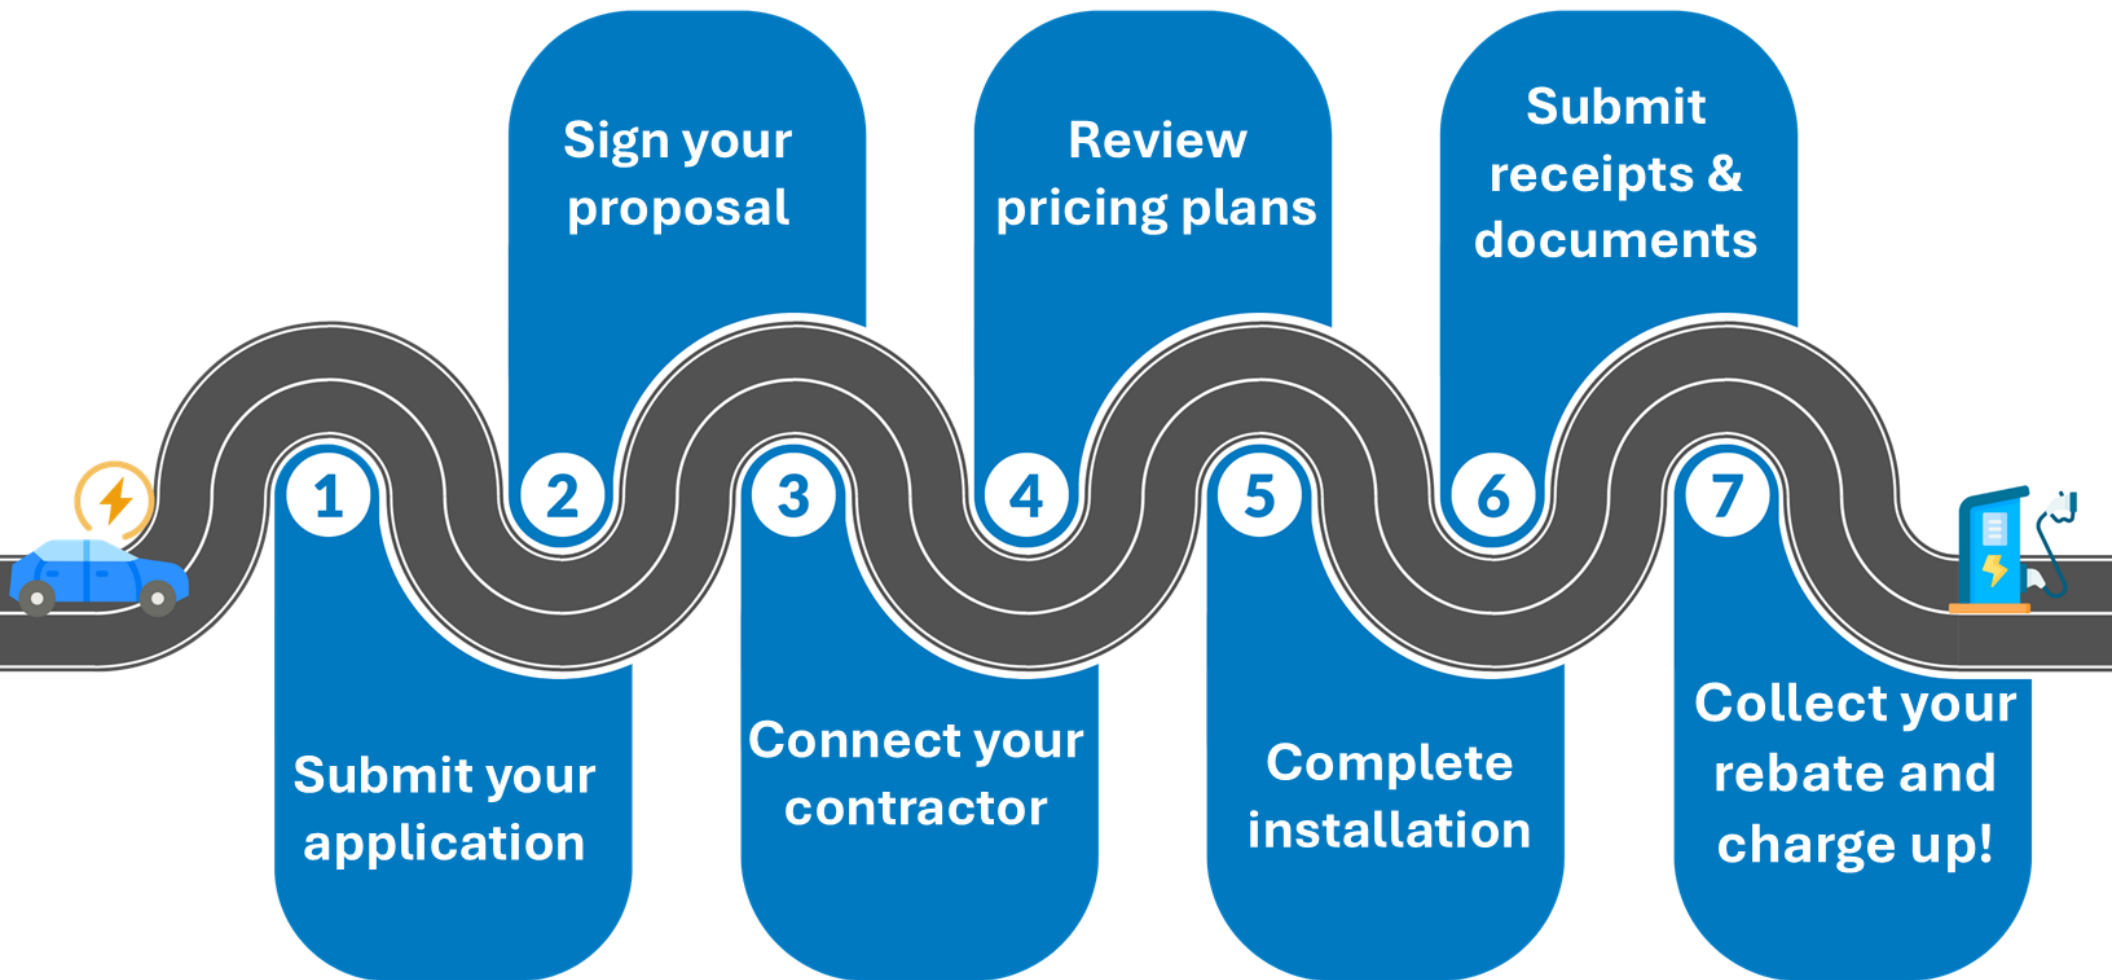 1
Submit your
application
2
Sign your
proposal
3
Connect your
contractor
4
Review
pricing plans
5
Complete
installation
6
Submit
receipts &
documents
7
Collect your
rebate and
charge up!